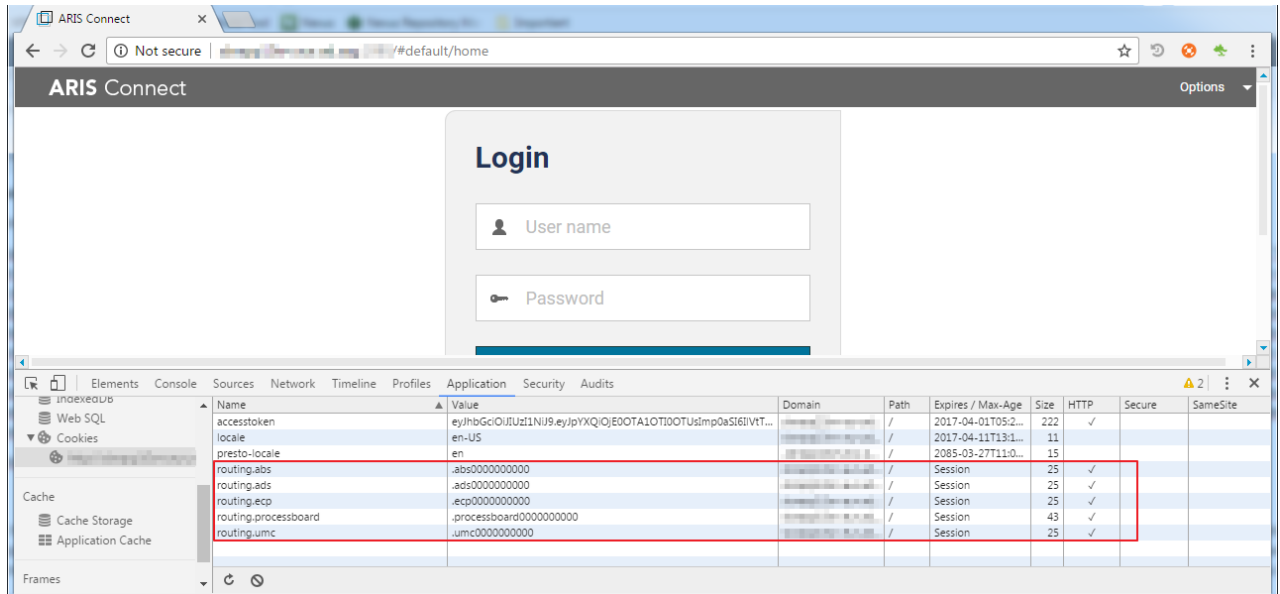 ARIS Connect
Not secure /#default/home
ARIS Connect Options
Login
User name
Password
Elements Console Sources Network Timeline Profiles Application Security Audits 2
IndexedDB
Web SQL
Cookies
Cache
Cache Storage
Application Cache
Frames
Name Value Domain Path Expires / Max-Age Size HTTP Secure SameSite
accesstoken eyJhbGciOiJIUzI1NiJ9.eyJpYXQiOjE0OTA1OTI0OTUsImp0aSI6IlVtT... / 2017-04-01T05:2... 222 ✓
locale en-US / 2017-04-11T13:1... 11
presto-locale en / 2085-03-27T11:0... 15
routing.abs .abs0000000000 / Session 25 ✓
routing.ads .ads0000000000 / Session 25 ✓
routing.ecp .ecp0000000000 / Session 25 ✓
routing.processboard .processboard0000000000 / Session 43 ✓
routing.umc .umc0000000000 / Session 25 ✓